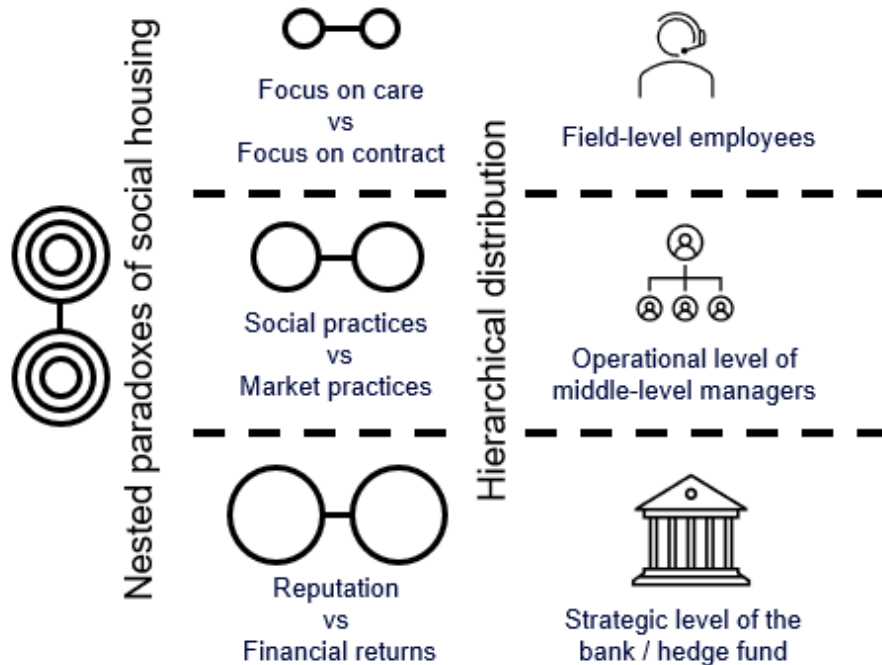 Nested paradoxes of social housing
Focus on care
vs
Focus on contract
Social practices
vs
Market practices
Reputation
vs
Financial returns
Hierarchical distribution
Field-level employees
Operational level of
middle-level managers
Strategic level of the
bank / hedge fund